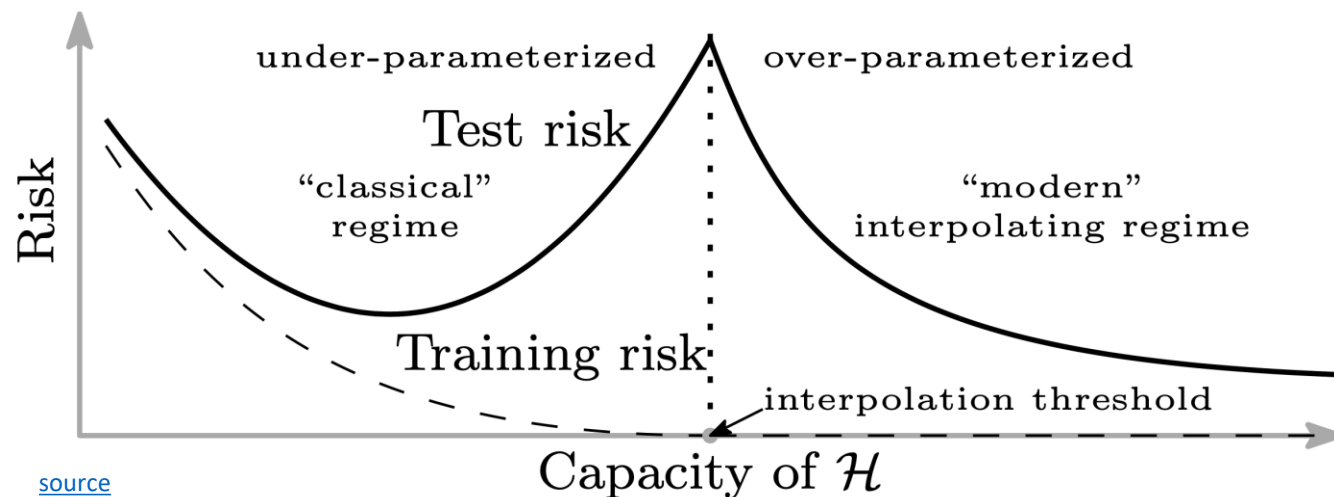 under-parameterized
over-parameterized
Test risk
“classical”
regime
“modern”
interpolating regime
Risk
Training risk
interpolation threshold
Capacity of ℋ
source